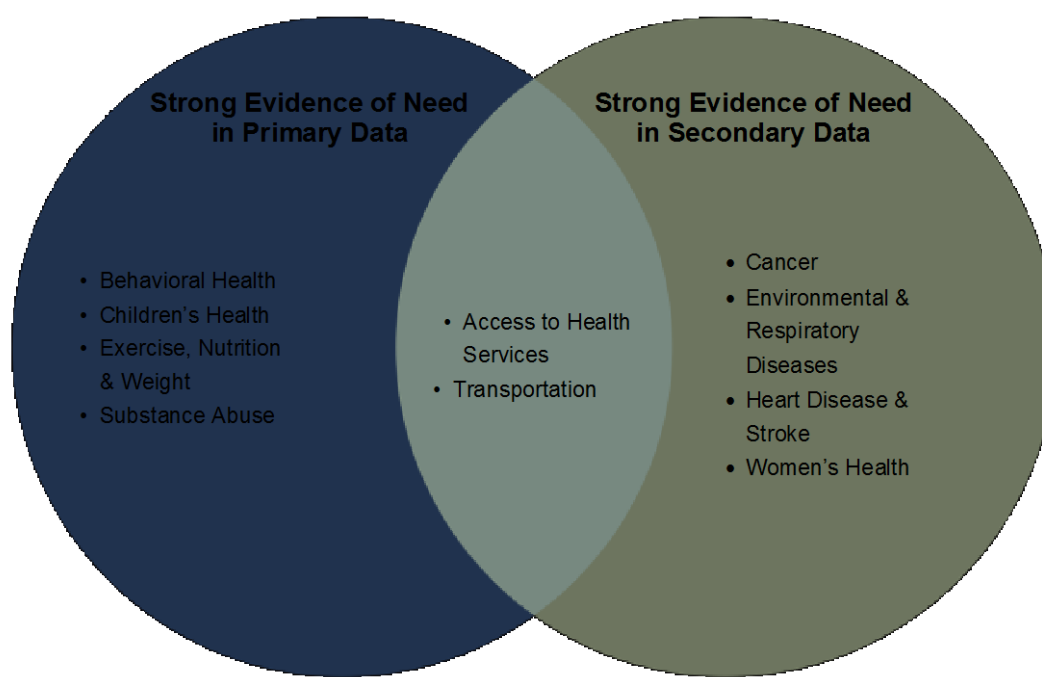 Strong Evidence of Need
in Primary Data
• Behavioral Health
• Children's Health
• Exercise, Nutrition
& Weight
• Substance Abuse
• Access to Health
Services
• Transportation
Strong Evidence of Need
in Secondary Data
• Cancer
• Environmental &
Respiratory
Diseases
• Heart Disease &
Stroke
• Women's Health